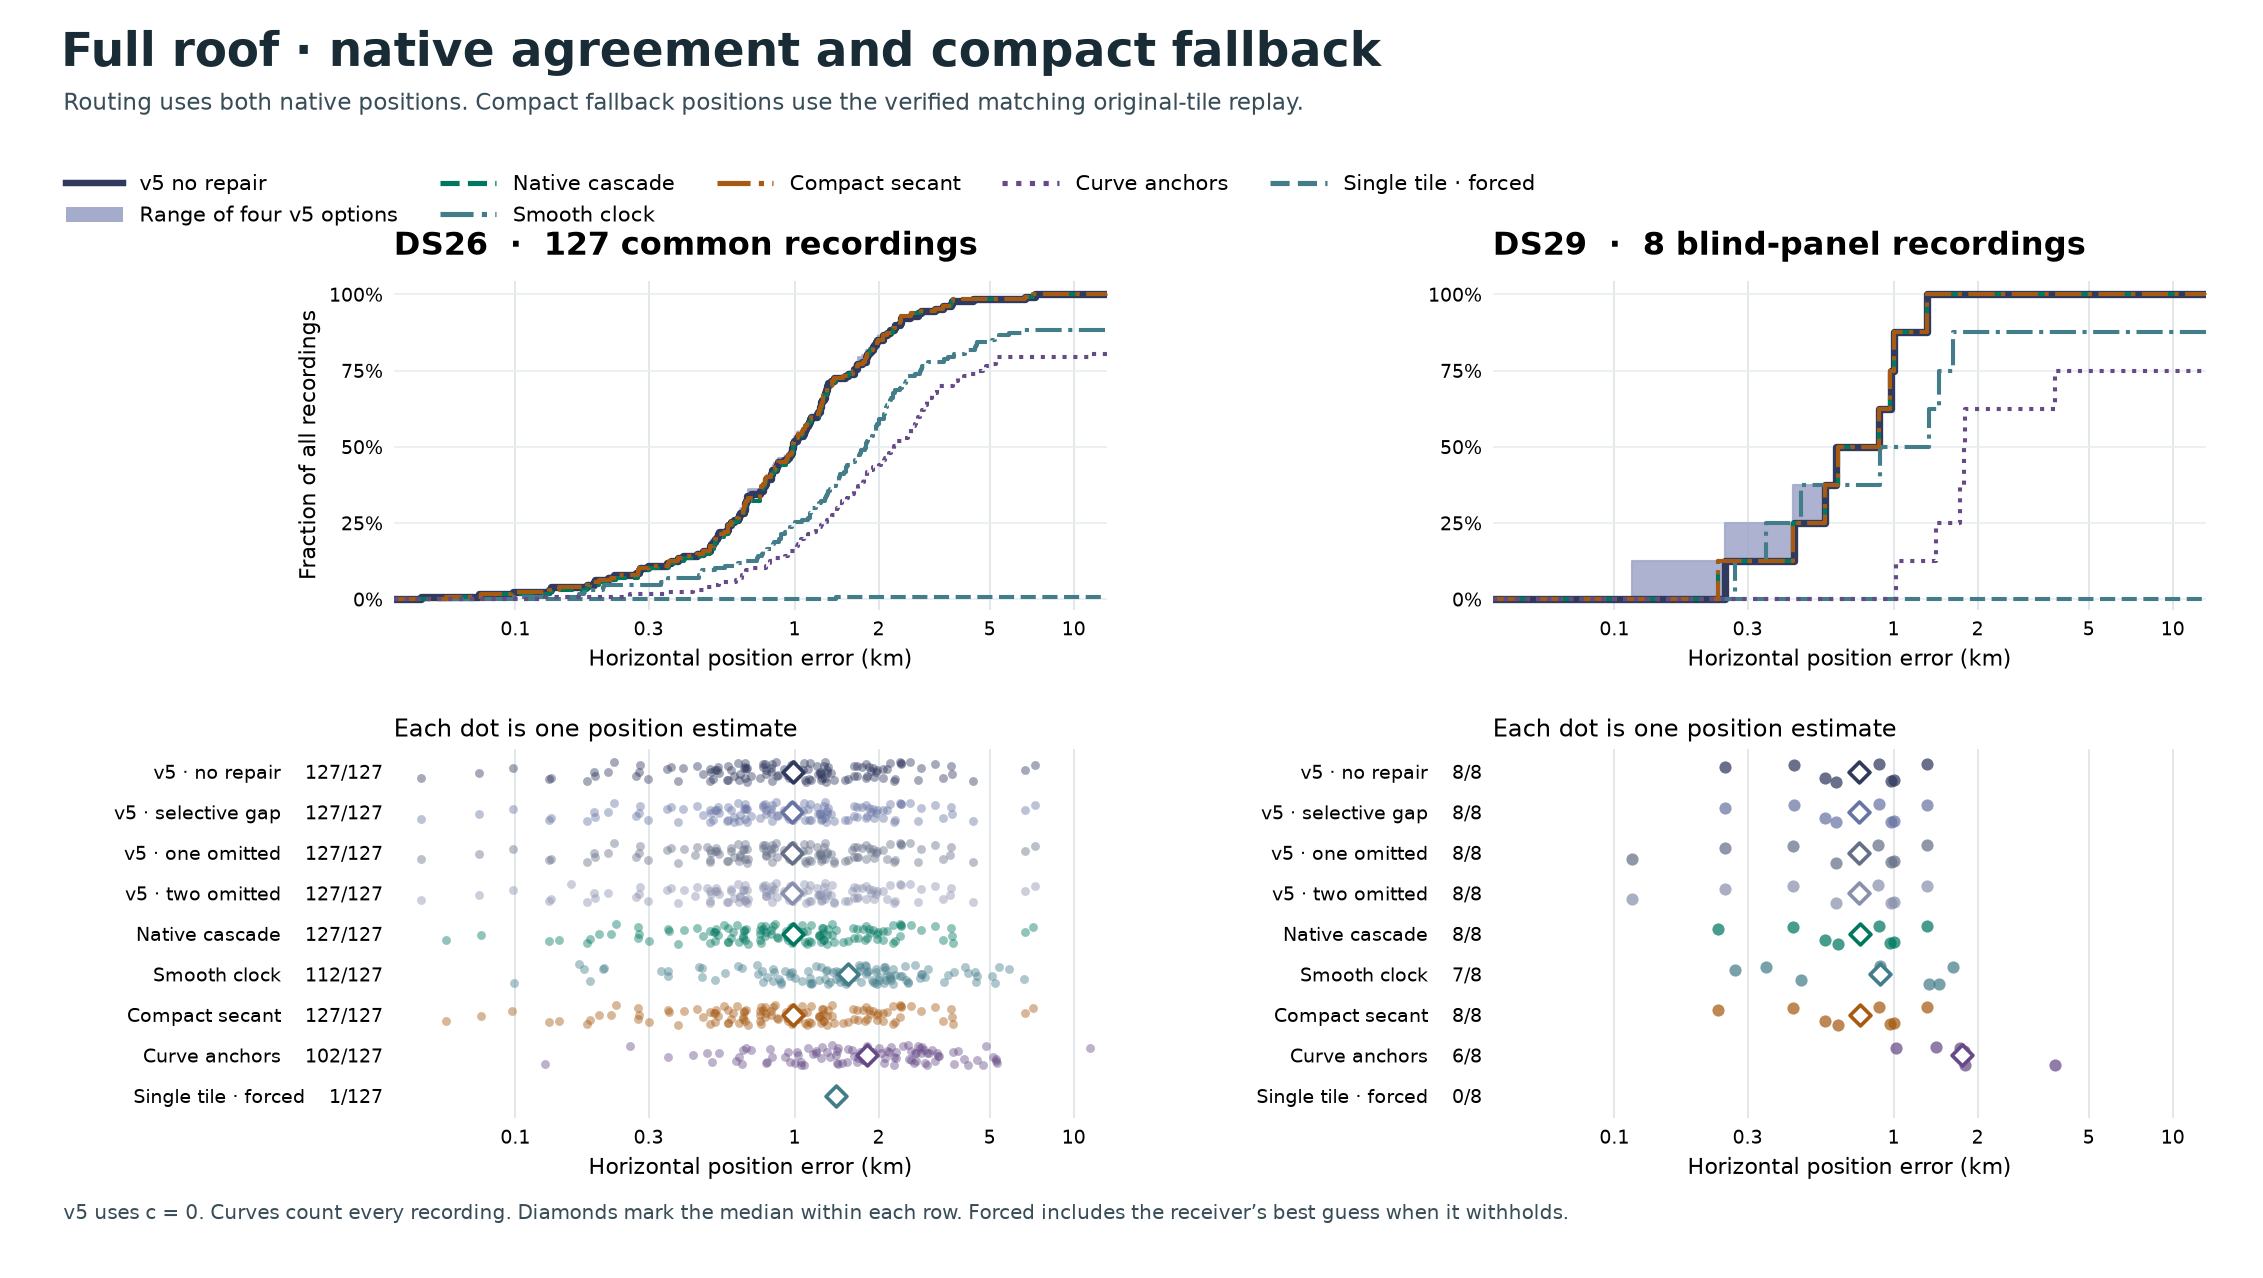 Full roof · native agreement and compact fallback
Routing uses both native positions. Compact fallback positions use the verified matching original-tile replay.
v5 no repair
Native cascade
Compact secant
Curve anchors
Single tile · forced
Range of four v5 options
Smooth clock
DS26 · 127 common recordings
100%
75%
50%
25%
0%
Fraction of all recordings
0.1 0.3 1 2 5 10
Horizontal position error (km)
DS29 · 8 blind-panel recordings
100%
75%
50%
25%
0%
0.1 0.3 1 2 5 10
Horizontal position error (km)
Each dot is one position estimate
v5 · no repair 127/127
v5 · selective gap 127/127
v5 · one omitted 127/127
v5 · two omitted 127/127
Native cascade 127/127
Smooth clock 112/127
Compact secant 127/127
Curve anchors 102/127
Single tile · forced 1/127
0.1 0.3 1 2 5 10
Horizontal position error (km)
Each dot is one position estimate
v5 · no repair 8/8
v5 · selective gap 8/8
v5 · one omitted 8/8
v5 · two omitted 8/8
Native cascade 8/8
Smooth clock 7/8
Compact secant 8/8
Curve anchors 6/8
Single tile · forced 0/8
0.1 0.3 1 2 5 10
Horizontal position error (km)
v5 uses c = 0. Curves count every recording. Diamonds mark the median within each row. Forced includes the receiver’s best guess when it withholds.